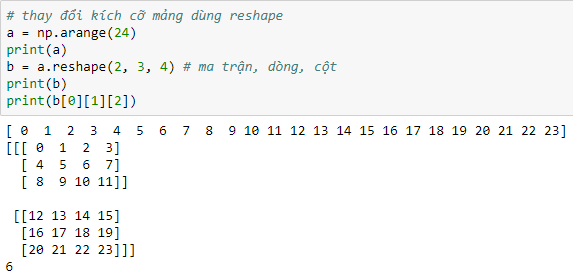 # thay đổi kích cỡ mảng dùng reshape
a = np.arange(24)
print(a)
b = a.reshape(2, 3, 4) # ma trận, dòng, cột
print(b)
print(b[0][1][2])
[ 0  1  2  3  4  5  6  7  8  9 10 11 12 13 14 15 16 17 18 19 20 21 22 23]
[[[ 0  1  2  3]
  [ 4  5  6  7]
  [ 8  9 10 11]]
 [[12 13 14 15]
  [16 17 18 19]
  [20 21 22 23]]]
6